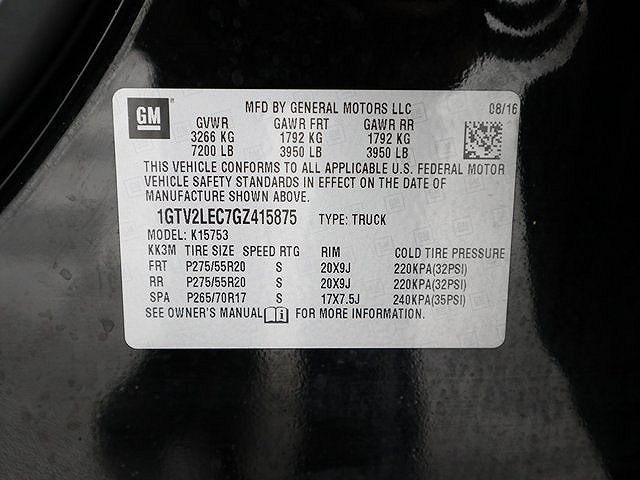 GM
MFD BY GENERAL MOTORS LLC 08/16
GVWR GAWR FRT GAWR RR
3266 KG 1792 KG 1792 KG
7200 LB 3950 LB 3950 LB
THIS VEHICLE CONFORMS TO ALL APPLICABLE U.S. FEDERAL MOTOR
VEHICLE SAFETY STANDARDS IN EFFECT ON THE DATE OF
MANUFACTURE SHOWN ABOVE.
1GTV2LEC7GZ415875 TYPE: TRUCK
MODEL: K15753
KK3M TIRE SIZE SPEED RTG RIM COLD TIRE PRESSURE
FRT P275/55R20 S 20X9J 220KPA(32PSI)
RR P275/55R20 S 20X9J 220KPA(32PSI)
SPA P265/70R17 S 17X7.5J 240KPA(35PSI)
SEE OWNER'S MANUAL FOR MORE INFORMATION.